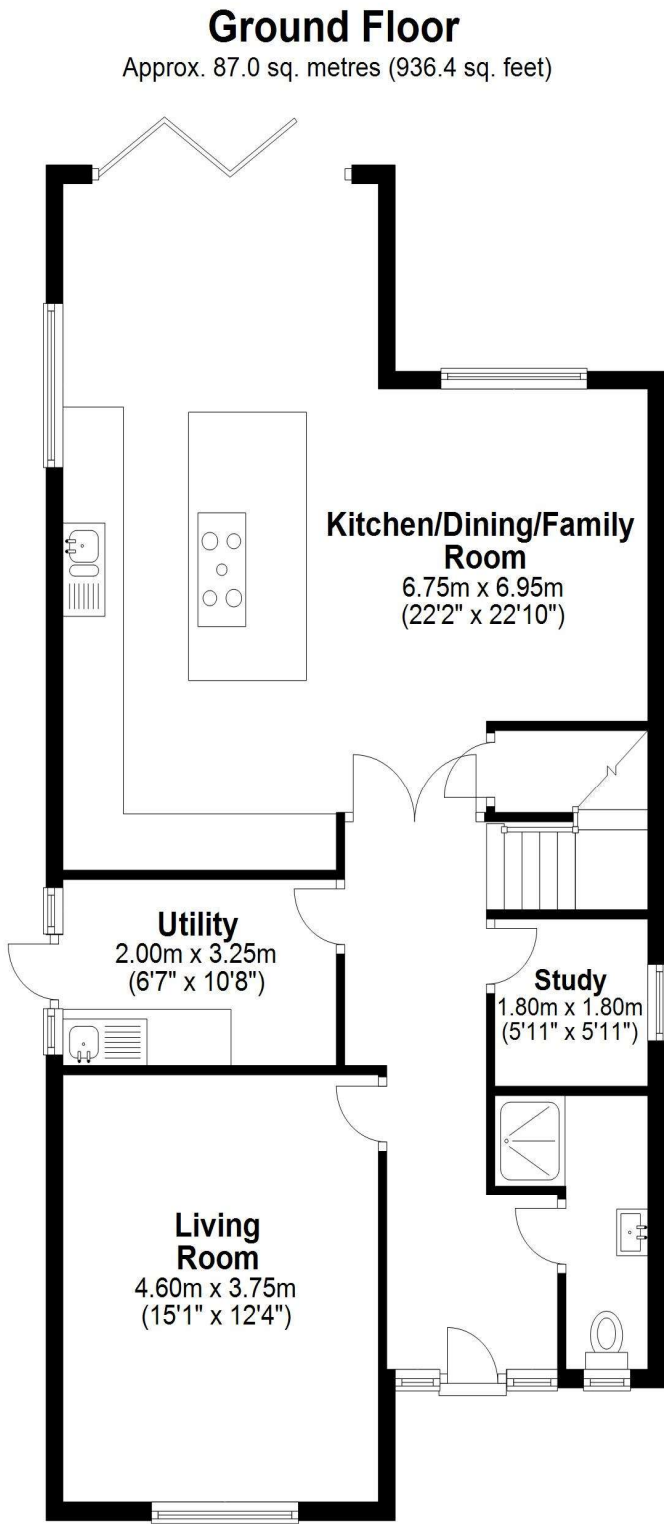 Ground Floor
Approx. 87.0 sq. metres (936.4 sq. feet)
Kitchen/Dining/Family
Room
6.75m x 6.95m
(22'2" x 22'10")
Utility
2.00m x 3.25m
(6'7" x 10'8")
Study
1.80m x 1.80m
(5'11" x 5'11")
Living
Room
4.60m x 3.75m
(15'1" x 12'4")